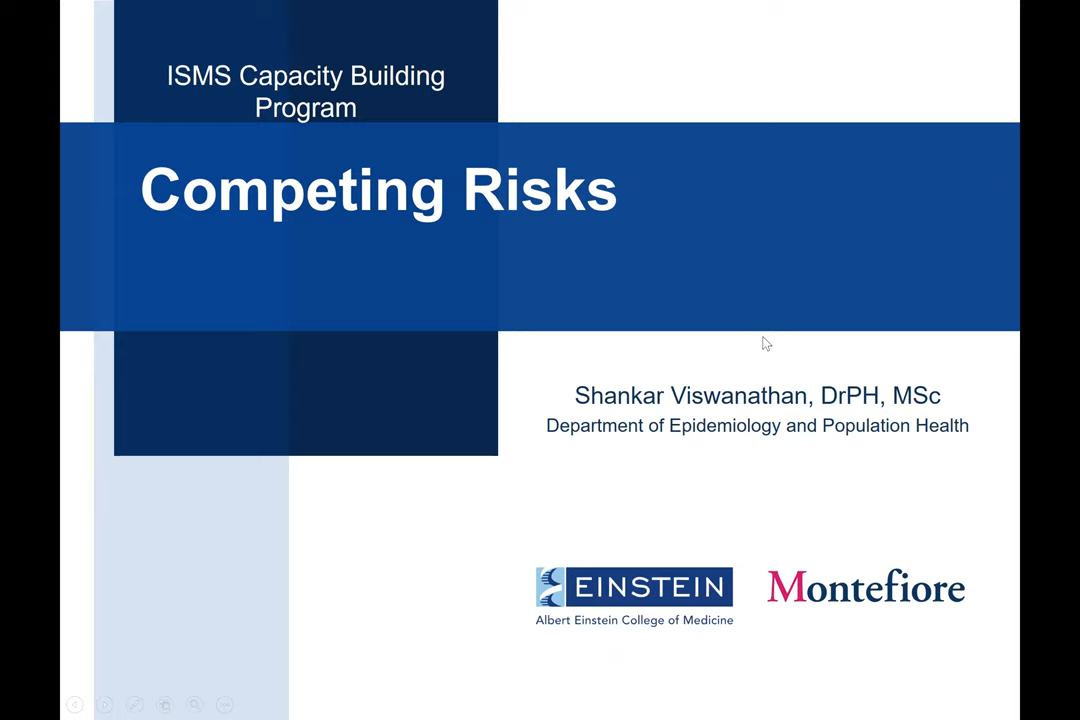 ISMS Capacity Building
Program
Competing Risks
Shankar Viswanathan, DrPH, MSc
Department of Epidemiology and Population Health
EINSTEIN
Albert Einstein College of Medicine
Montefiore